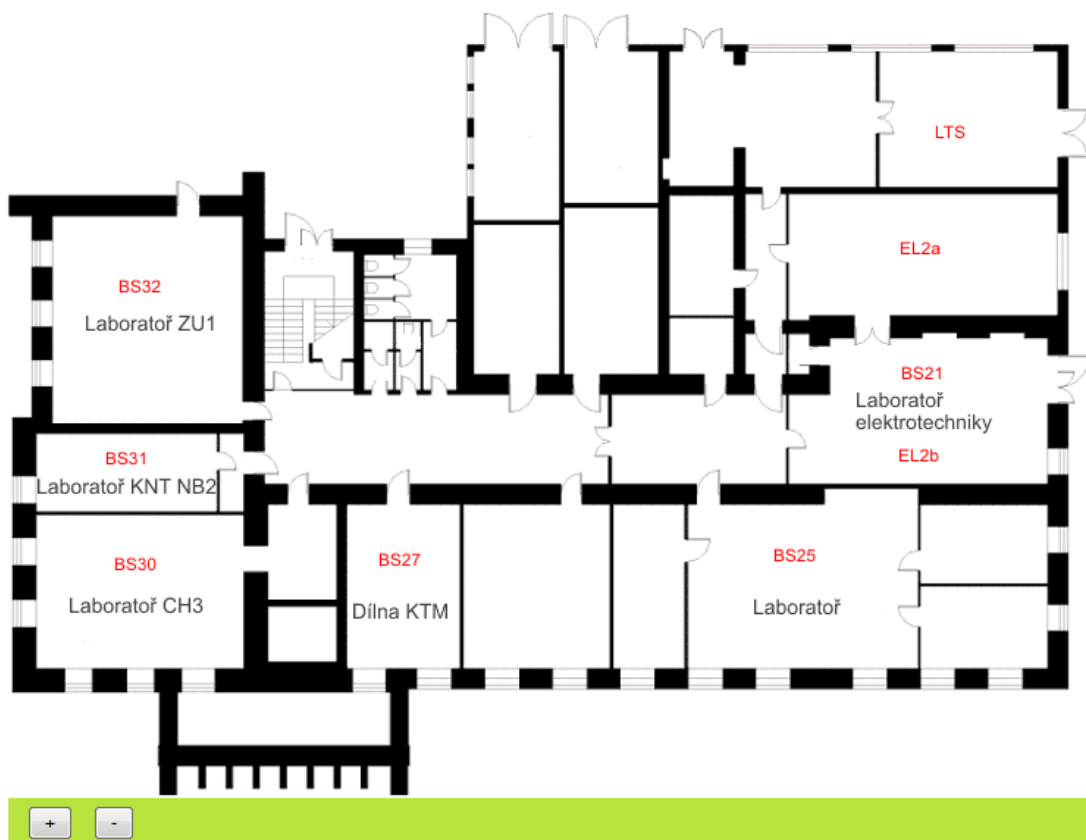 LTS
EL2a
BS32
Laboratoř ZU1
BS21
Laboratoř
elektrotechniky
EL2b
BS31
Laboratoř KNT NB2
BS30
Laboratoř CH3
BS27
Dílna KTM
BS25
Laboratoř
+ -